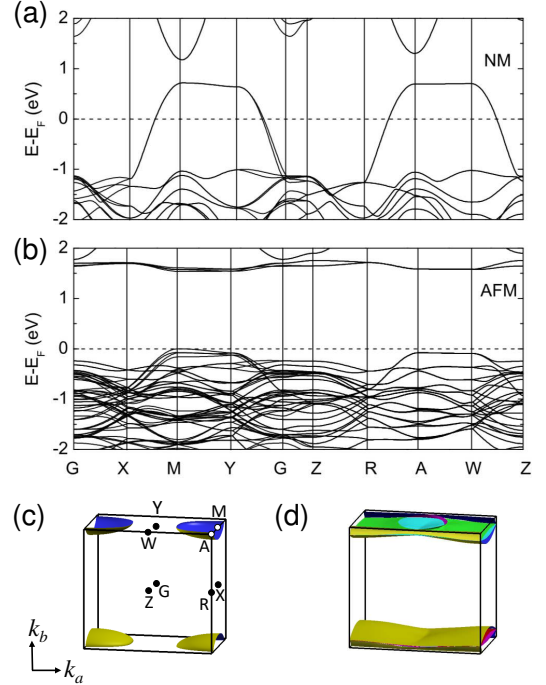 (a)
2
1
0
-1
-2
E-E_F (eV)
NM
(b)
2
1
0
-1
-2
E-E_F (eV)
AFM
G X M Y G Z R A W Z
(c)
Y
M
W
A
Z G
R X
k_b
k_a
(d)